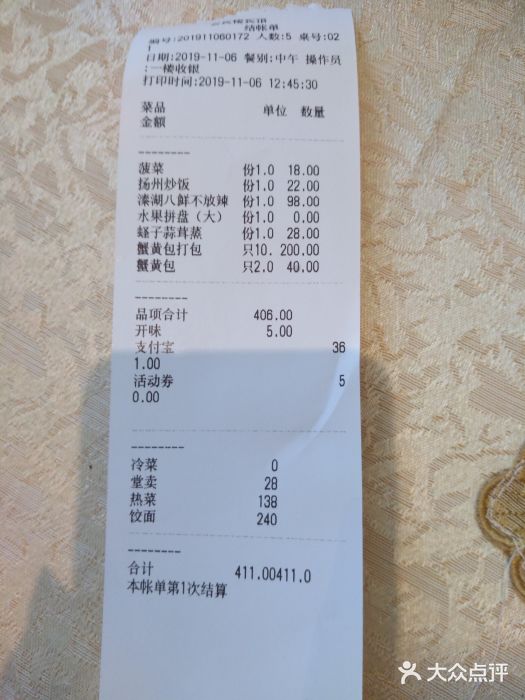 结帐单
编号:201911060172 人数:5 桌号:02
1
日期:2019-11-06 餐别:中午 操作员
:一楼收银
打印时间:2019-11-06 12:45:30
菜品 单位 数量
金额
--------
菠菜 份1.0 18.00
扬州炒饭 份1.0 22.00
溱湖八鲜不放辣 份1.0 98.00
水果拼盘（大） 份1.0 0.00
蛏子蒜茸蒸 份1.0 28.00
蟹黄包打包 只10. 200.00
蟹黄包 只2.0 40.00
--------
品项合计 406.00
开味 5.00
支付宝 36
1.00
活动券 5
0.00
--------
冷菜 0
堂卖 28
热菜 138
饺面 240
--------
合计 411.00411.0
本帐单第1次结算
大众点评